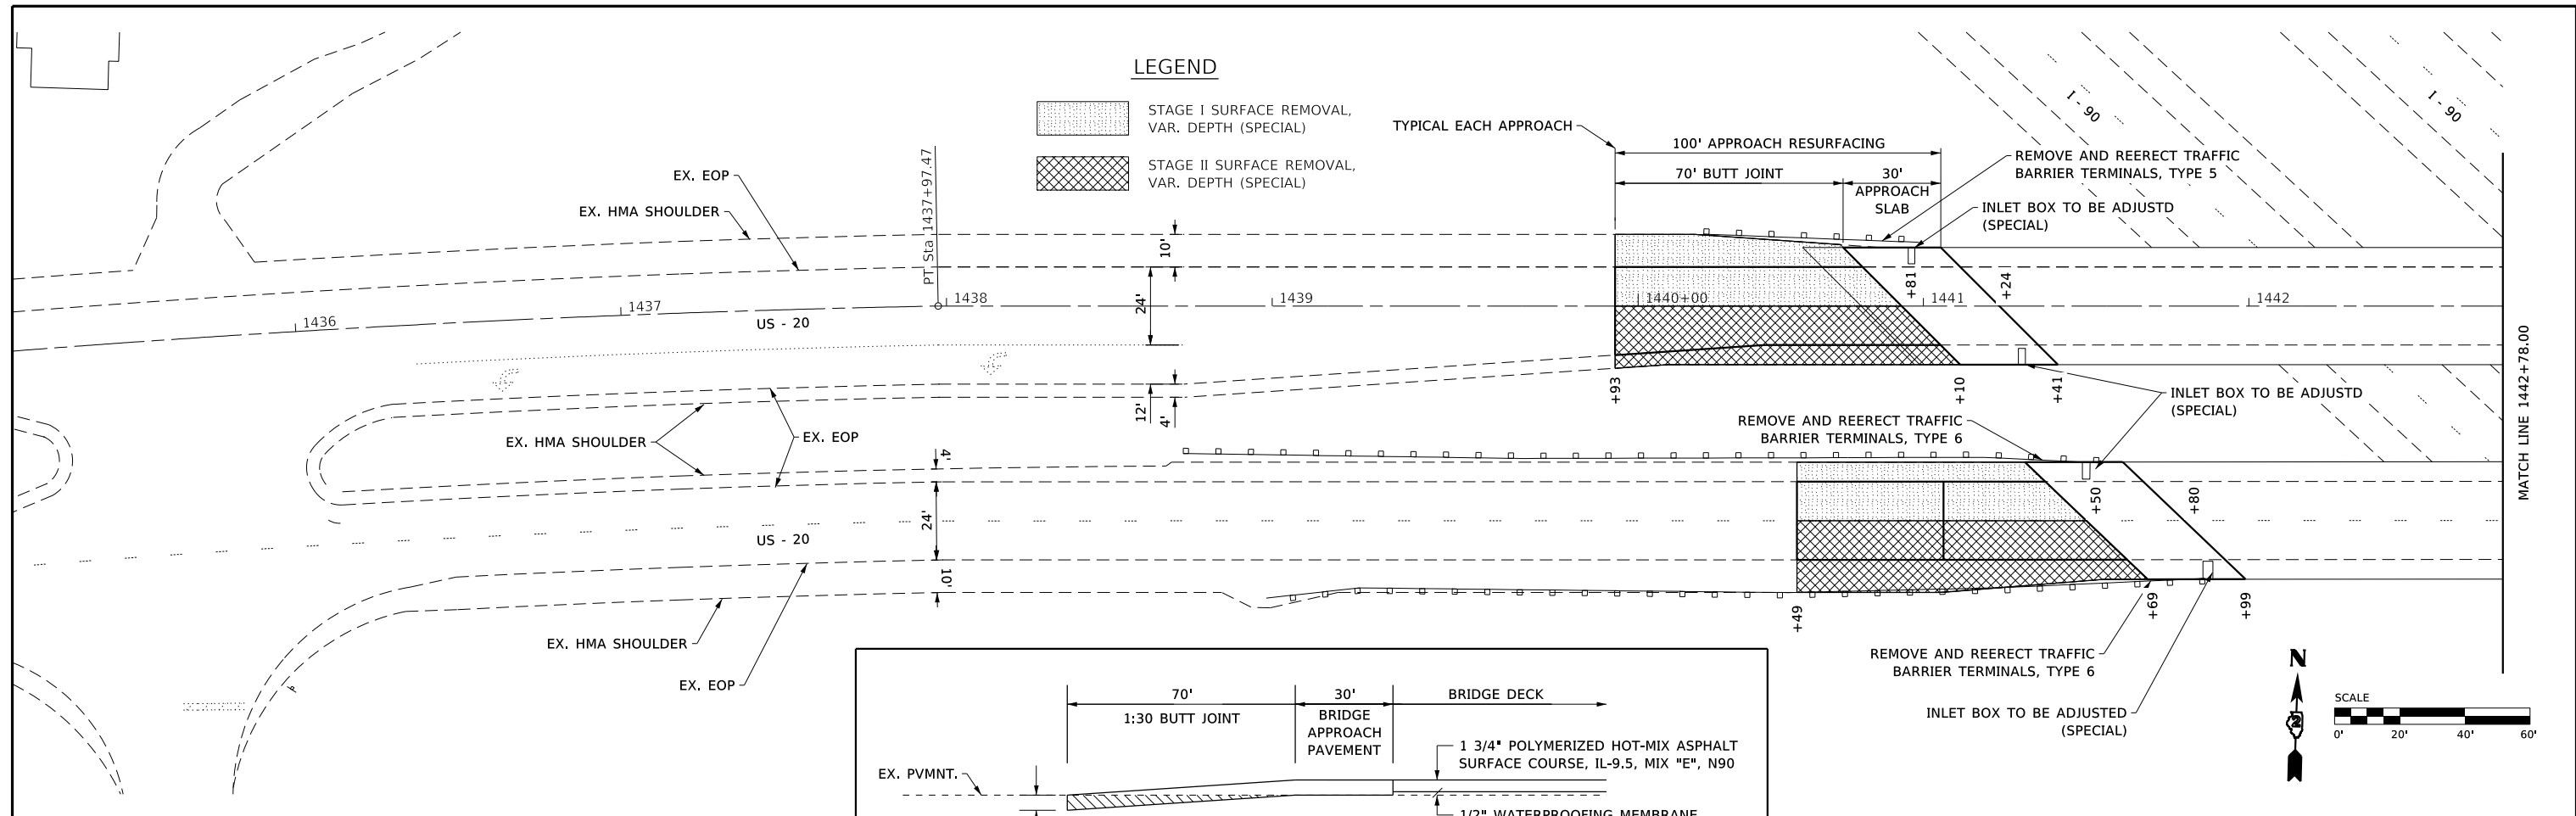 LEGEND
STAGE I SURFACE REMOVAL,
VAR. DEPTH (SPECIAL)
STAGE II SURFACE REMOVAL,
VAR. DEPTH (SPECIAL)
TYPICAL EACH APPROACH
100' APPROACH RESURFACING
70' BUTT JOINT
30'
APPROACH
SLAB
REMOVE AND REERECT TRAFFIC
BARRIER TERMINALS, TYPE 5
INLET BOX TO BE ADJUSTD
(SPECIAL)
I - 90
I - 90
EX. EOP
EX. HMA SHOULDER
PT Sta 1437+97.47
10'
24'
12'
4'
1436
1437
1438
1439
1440+00
1441
1442
US - 20
+81
+24
+93
+10
+41
MATCH LINE 1442+78.00
INLET BOX TO BE ADJUSTD
(SPECIAL)
REMOVE AND REERECT TRAFFIC
BARRIER TERMINALS, TYPE 6
EX. HMA SHOULDER
EX. EOP
4'
24'
10'
US - 20
+50
+80
+49
+69
+99
EX. HMA SHOULDER
EX. EOP
P
REMOVE AND REERECT TRAFFIC
BARRIER TERMINALS, TYPE 6
INLET BOX TO BE ADJUSTED
(SPECIAL)
N
2
SCALE
0' 20' 40' 60'
70'
30'
BRIDGE DECK
1:30 BUTT JOINT
BRIDGE
APPROACH
PAVEMENT
EX. PVMNT.
1 3/4" POLYMERIZED HOT-MIX ASPHALT
SURFACE COURSE, IL-9.5, MIX "E", N90
1/2" WATERPROOFING MEMBRANE